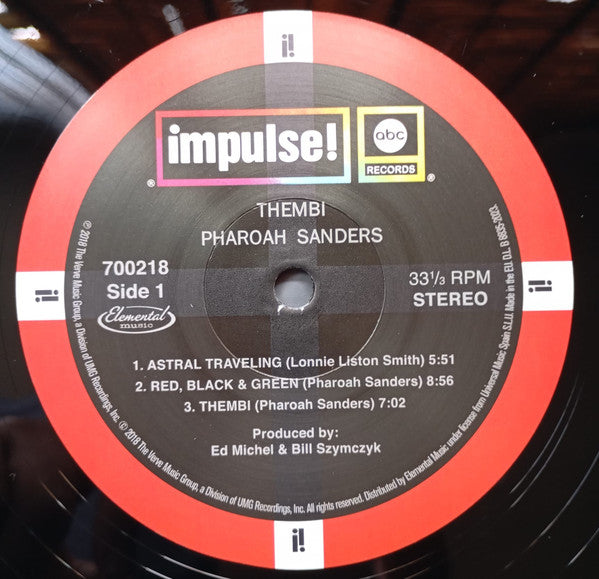 i!
impulse!
®
abc
RECORDS
®
THEMBI
PHAROAH SANDERS
700218
Side 1
Elemental
music
33⅓ RPM
STEREO
i!
i!
1. ASTRAL TRAVELING (Lonnie Liston Smith) 5:51
2. RED, BLACK & GREEN (Pharoah Sanders) 8:56
3. THEMBI (Pharoah Sanders) 7:02
Produced by:
Ed Michel & Bill Szymczyk
i!
℗ 2018 The Verve Music Group, a Division of UMG Recordings, Inc. © 2018 The Verve Music Group, a Division of UMG Recordings, Inc. All rights reserved. Distributed by Elemental Music under license from Universal Music Spain S.L.U. Made in the EU. D.L. B 8835-2023.